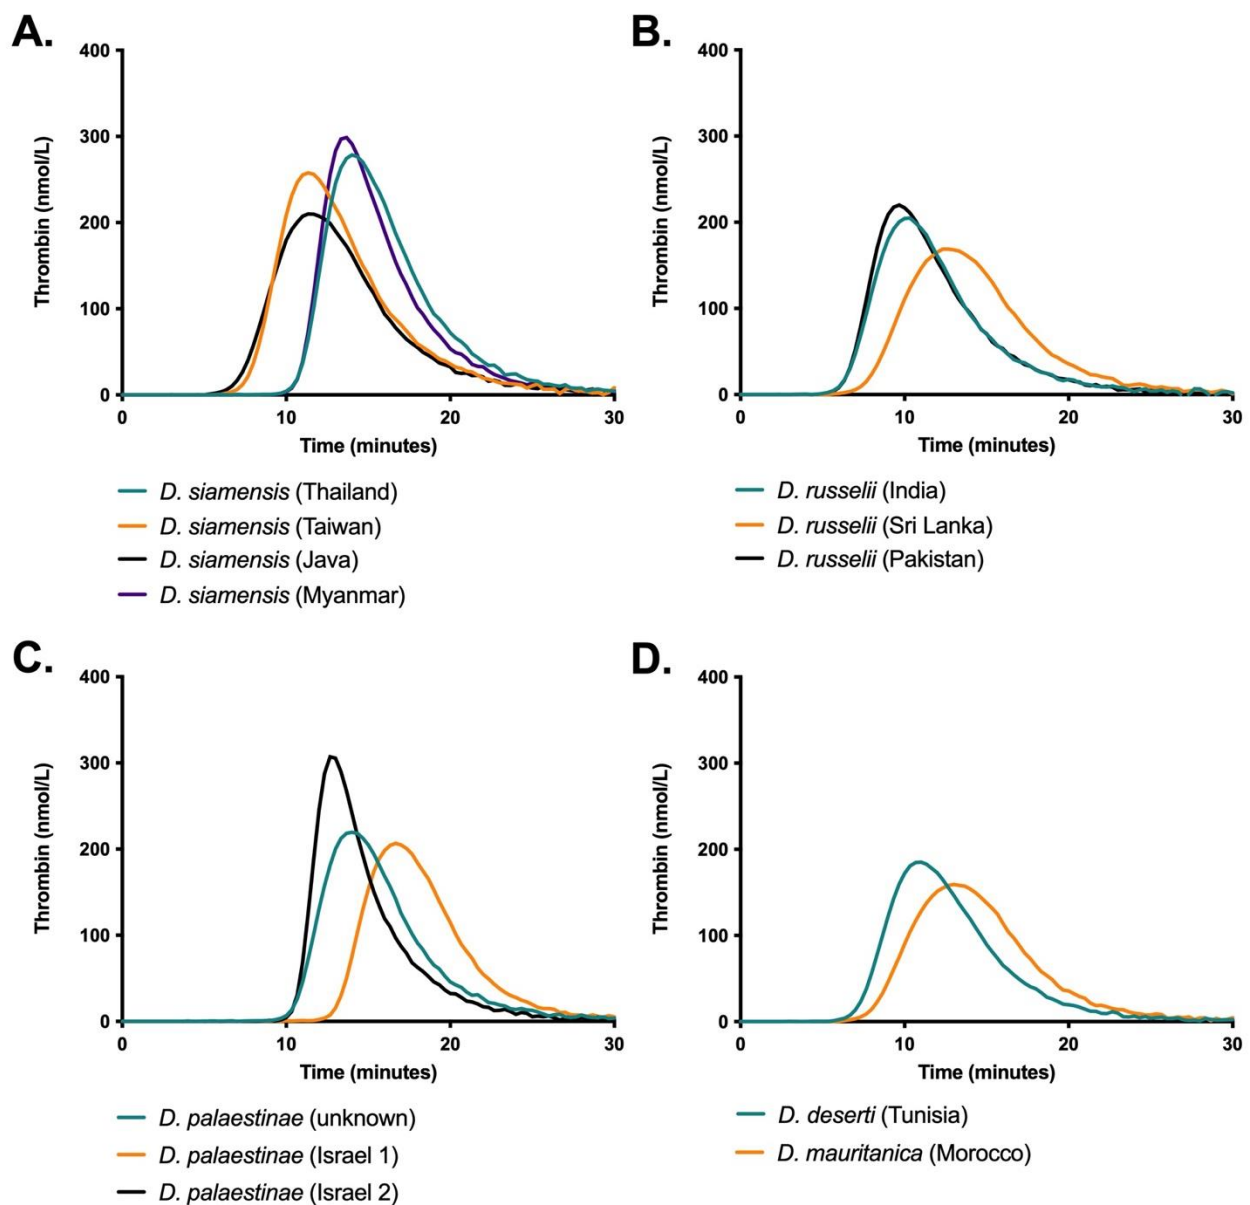 A.
400
300
200
100
0
Thrombin (nmol/L)
0 10 20 30
Time (minutes)
D. siamensis (Thailand)
D. siamensis (Taiwan)
D. siamensis (Java)
D. siamensis (Myanmar)
B.
400
300
200
100
0
Thrombin (nmol/L)
0 10 20 30
Time (minutes)
D. russelii (India)
D. russelii (Sri Lanka)
D. russelii (Pakistan)
C.
400
300
200
100
0
Thrombin (nmol/L)
0 10 20 30
Time (minutes)
D. palaestinae (unknown)
D. palaestinae (Israel 1)
D. palaestinae (Israel 2)
D.
400
300
200
100
0
Thrombin (nmol/L)
0 10 20 30
Time (minutes)
D. deserti (Tunisia)
D. mauritanica (Morocco)